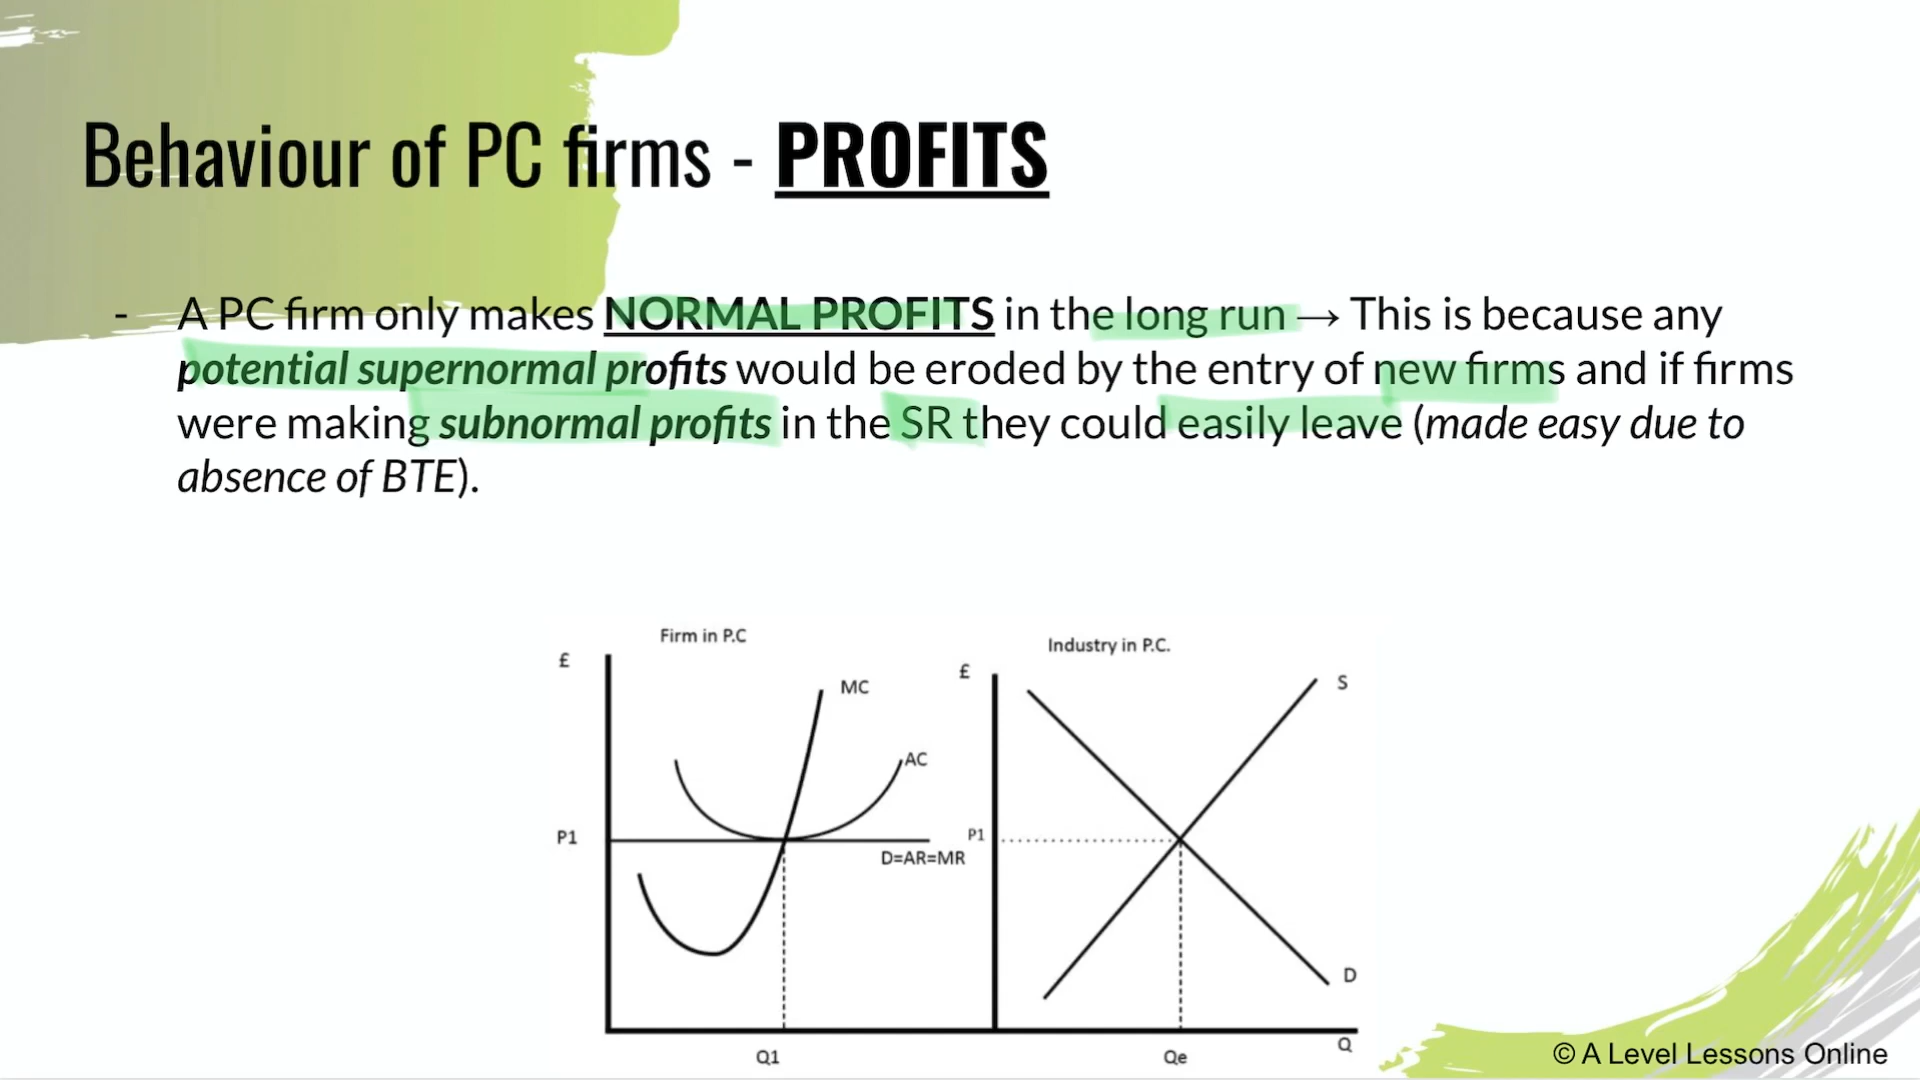 Behaviour of PC firms - PROFITS
- A PC firm only makes NORMAL PROFITS in the long run → This is because any
potential supernormal profits would be eroded by the entry of new firms and if firms
were making subnormal profits in the SR they could easily leave (made easy due to
absence of BTE).
Firm in P.C
£
MC
AC
P1
D=AR=MR
Q1
Industry in P.C.
£
S
P1
D
Qe
Q
© A Level Lessons Online